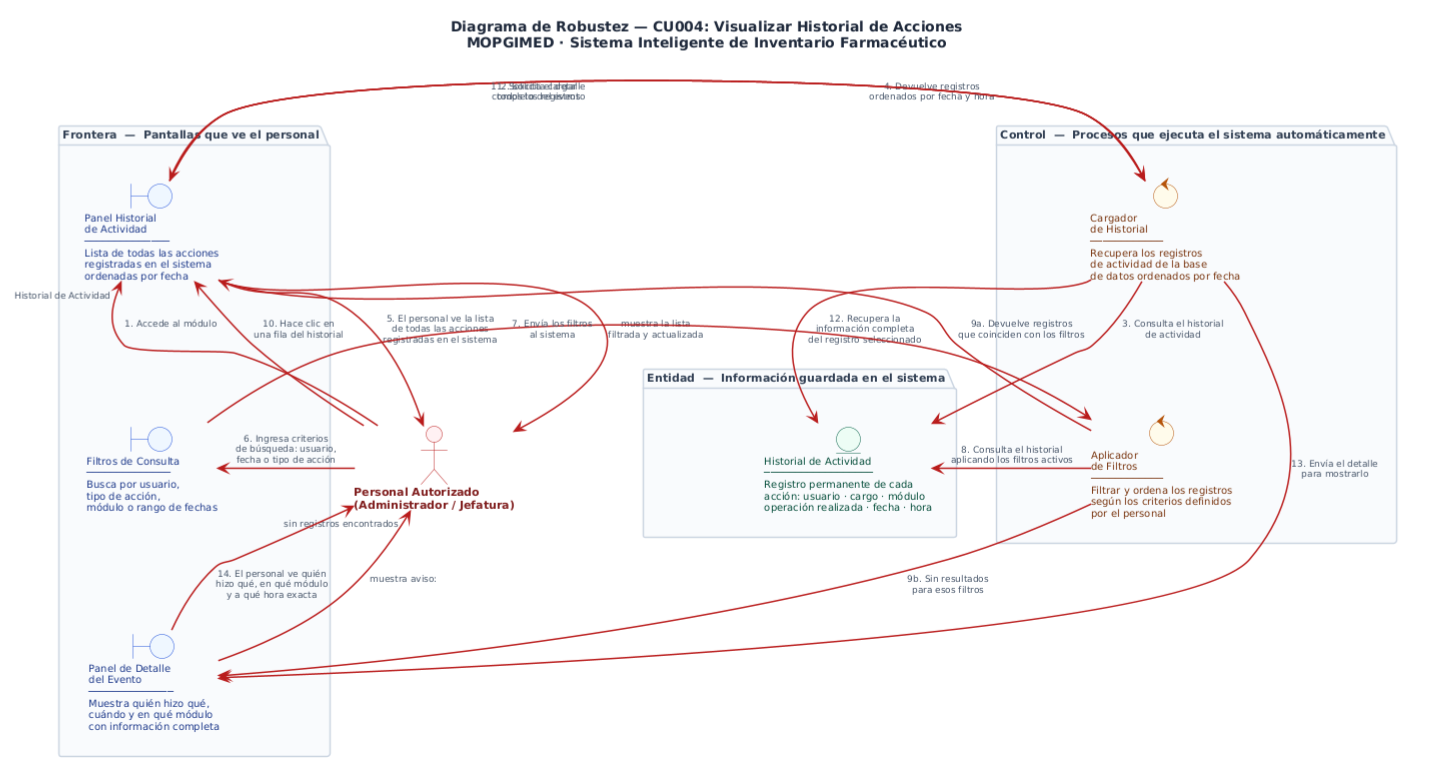 Diagrama de Robustez — CU004: Visualizar Historial de Acciones
MOPGIMED · Sistema Inteligente de Inventario Farmacéutico
4. Devuelve registros
ordenados por fecha y hora
Frontera — Pantallas que ve el personal
Control — Procesos que ejecuta el sistema automáticamente
Panel Historial
de Actividad
Lista de todas las acciones
registradas en el sistema
ordenadas por fecha
Cargador
de Historial
Recupera los registros
de actividad de la base
de datos ordenados por fecha
Historial de Actividad
1. Accede al módulo
10. Hace clic en
una fila del historial
5. El personal ve la lista
de todas las acciones
registradas en el sistema
7. Envía los filtros
al sistema
muestra la lista
filtrada y actualizada
12. Recupera la
información completa
del registro seleccionado
9a. Devuelve registros
que coinciden con los filtros
3. Consulta el historial
de actividad
Entidad — Información guardada en el sistema
Filtros de Consulta
Busca por usuario,
tipo de acción,
módulo o rango de fechas
6. Ingresa criterios
de búsqueda: usuario,
fecha o tipo de acción
Personal Autorizado
(Administrador / Jefatura)
Historial de Actividad
Registro permanente de cada
acción: usuario · cargo · módulo
operación realizada · fecha · hora
8. Consulta el historial
aplicando los filtros activos
Aplicador
de Filtros
Filtrar y ordena los registros
según los criterios definidos
por el personal
13. Envía el detalle
para mostrarlo
sin registros encontrados
14. El personal ve quién
hizo qué, en qué módulo
y a qué hora exacta
muestra aviso:
9b. Sin resultados
para esos filtros
Panel de Detalle
del Evento
Muestra quién hizo qué,
cuándo y en qué módulo
con información completa